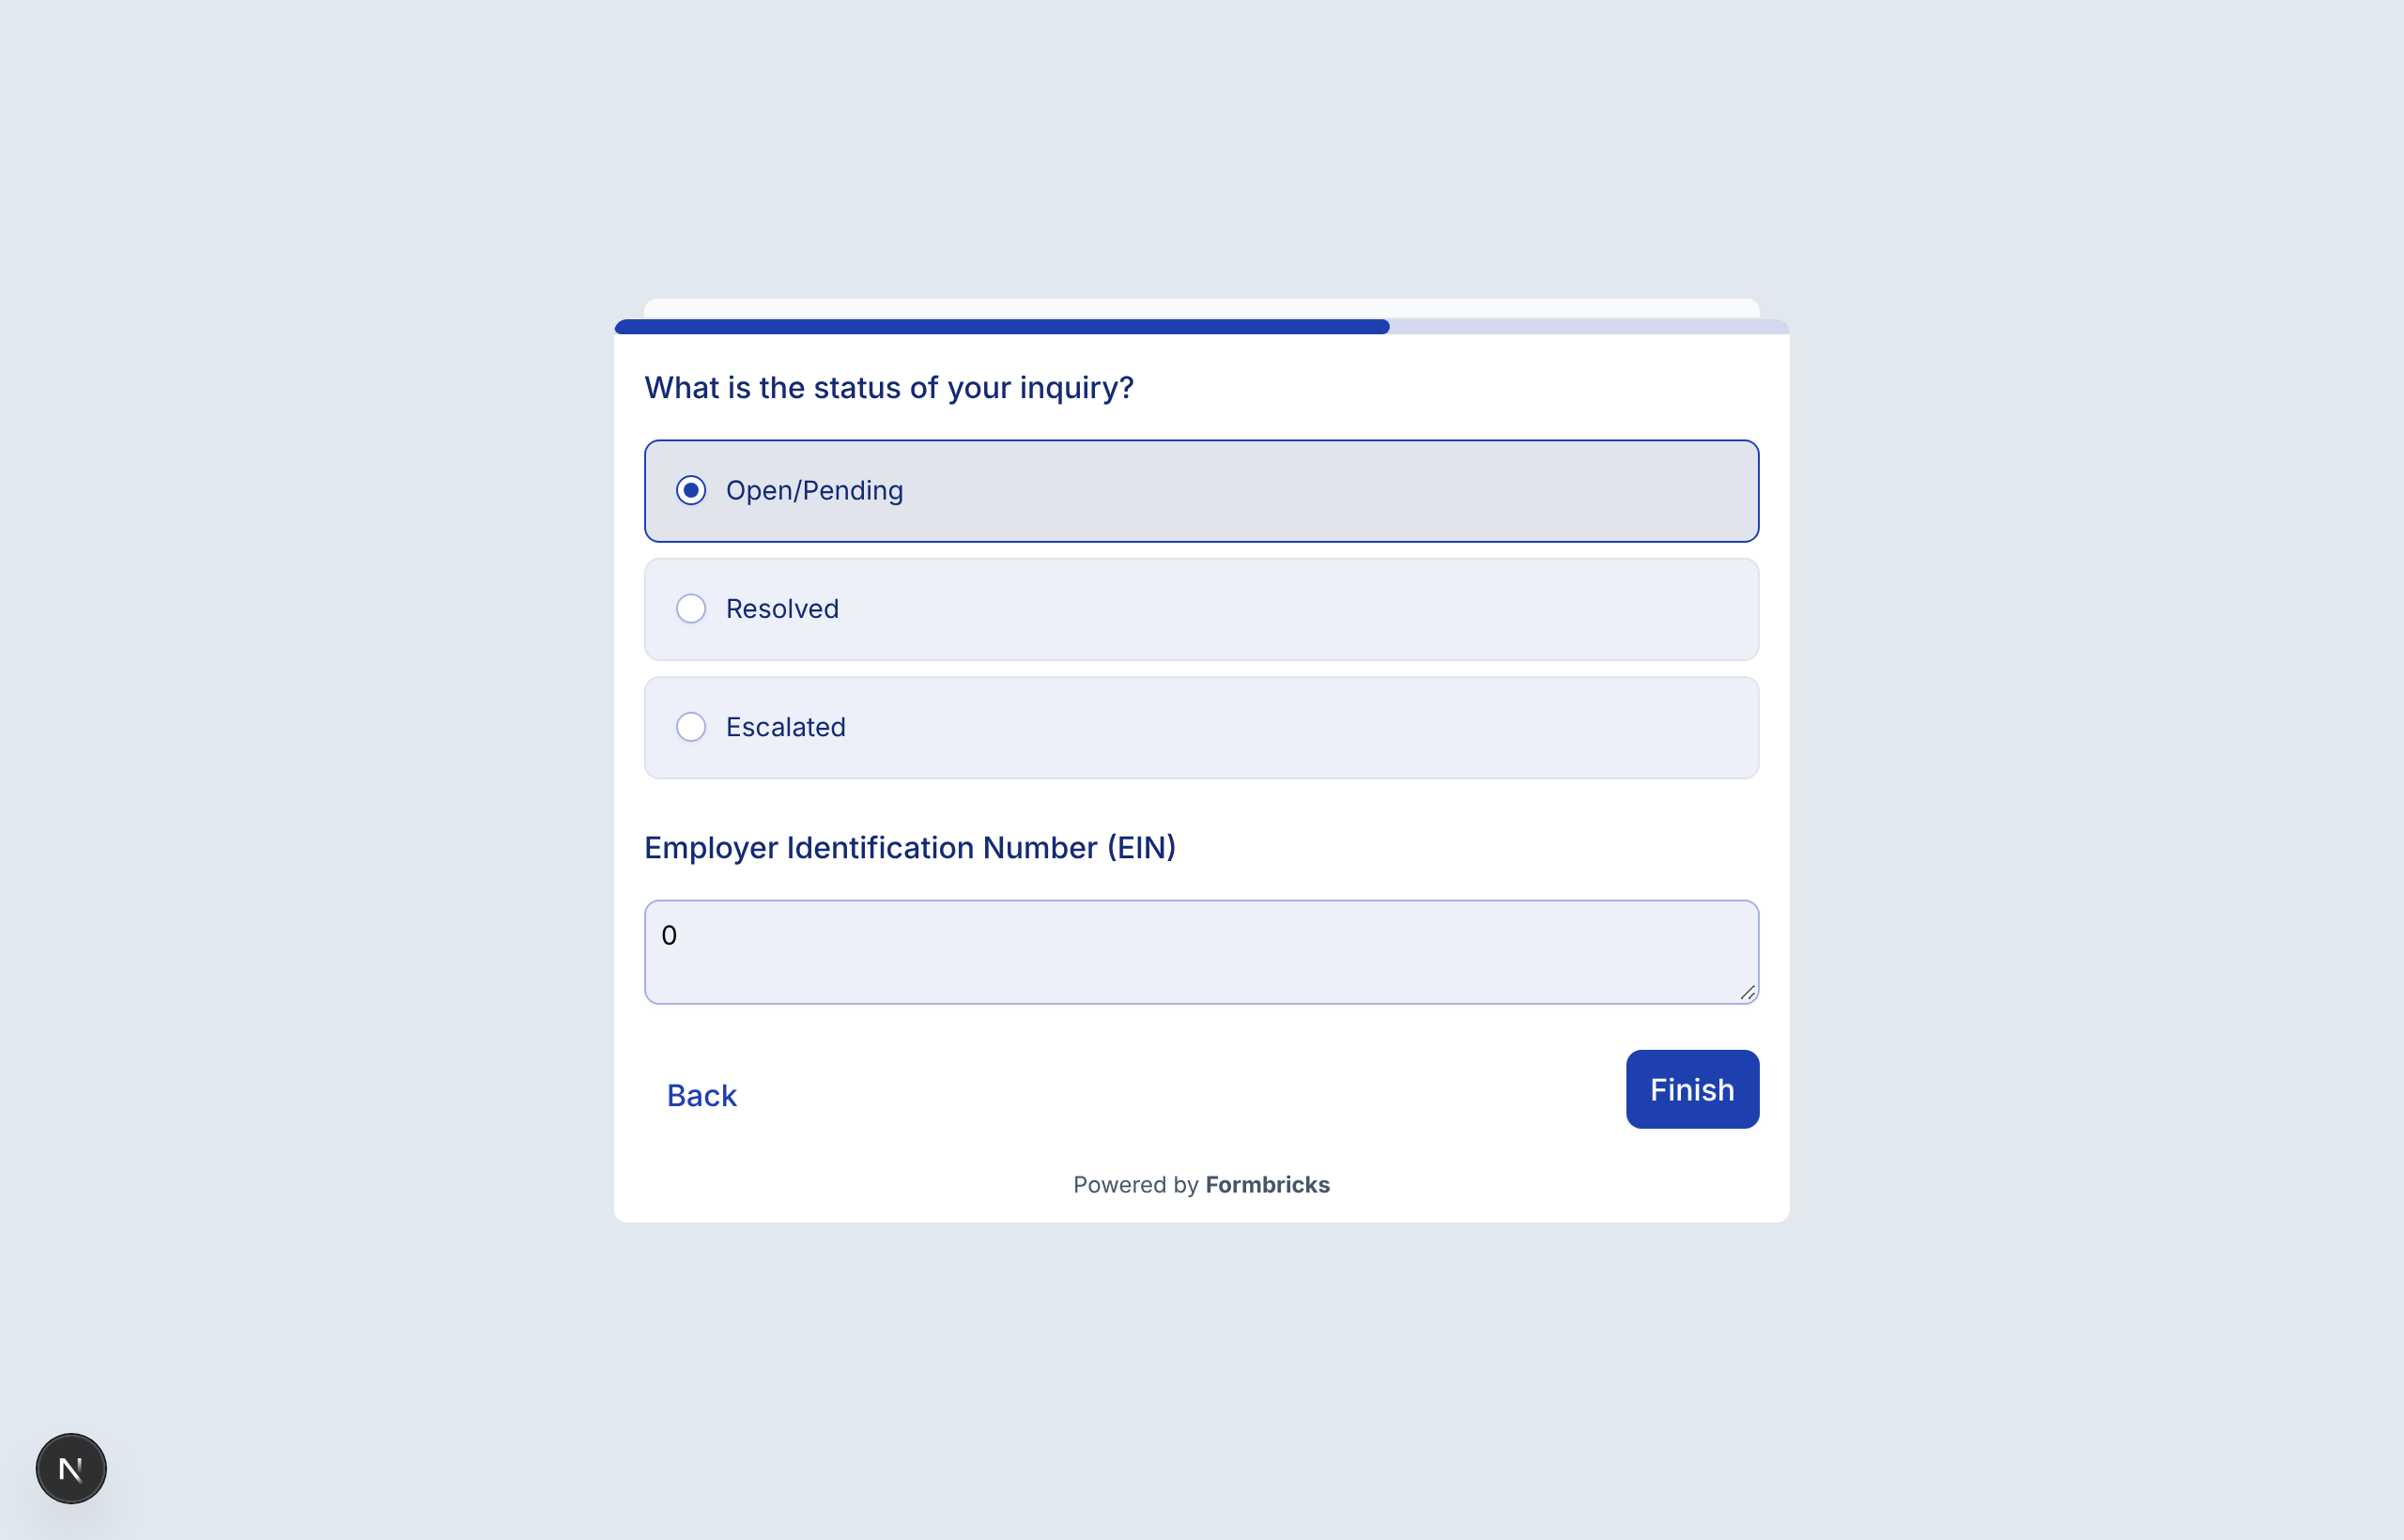 What is the status of your inquiry?
Open/Pending
Resolved
Escalated
Employer Identification Number (EIN)
0
Back
Finish
Powered by Formbricks
N